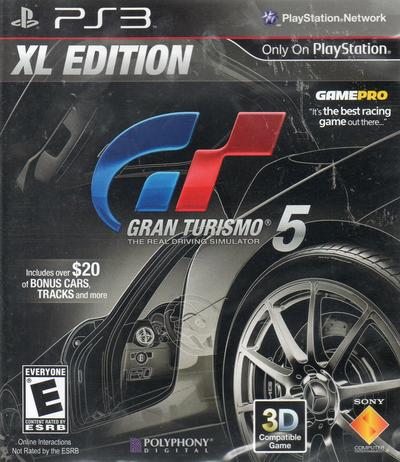 PS3
PlayStation®Network
XL EDITION
Only On PlayStation®
GAMEPRO
"It's the best racing
game out there..."
GT
GRAN TURISMO® 5
THE REAL DRIVING SIMULATOR
Includes over $20
of BONUS CARS,
TRACKS and more
EVERYONE
E
CONTENT RATED BY
ESRB
Online Interactions
Not Rated by the ESRB
POLYPHONY
DIGITAL
3D
Compatible
Game
SONY
COMPUTER
ENTERTAINMENT